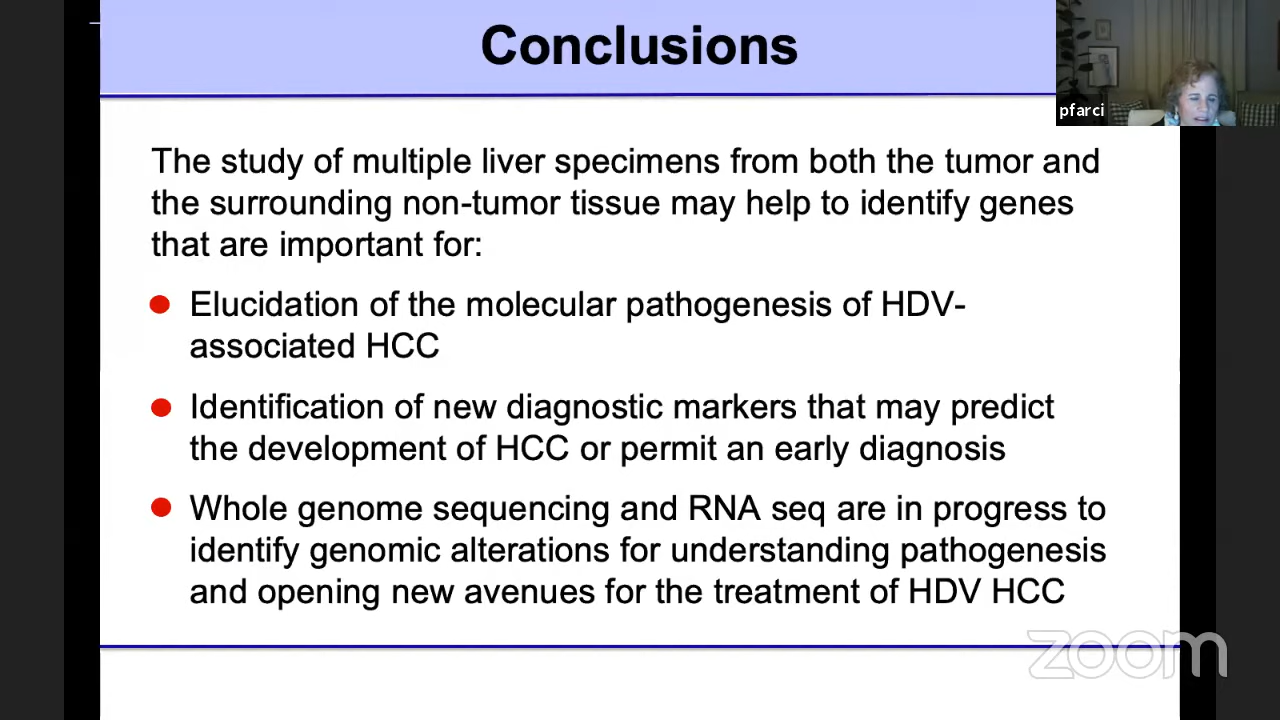 Conclusions
pfarci
The study of multiple liver specimens from both the tumor and
the surrounding non-tumor tissue may help to identify genes
that are important for:
Elucidation of the molecular pathogenesis of HDV-
associated HCC
Identification of new diagnostic markers that may predict
the development of HCC or permit an early diagnosis
Whole genome sequencing and RNA seq are in progress to
identify genomic alterations for understanding pathogenesis
and opening new avenues for the treatment of HDV HCC
zoom